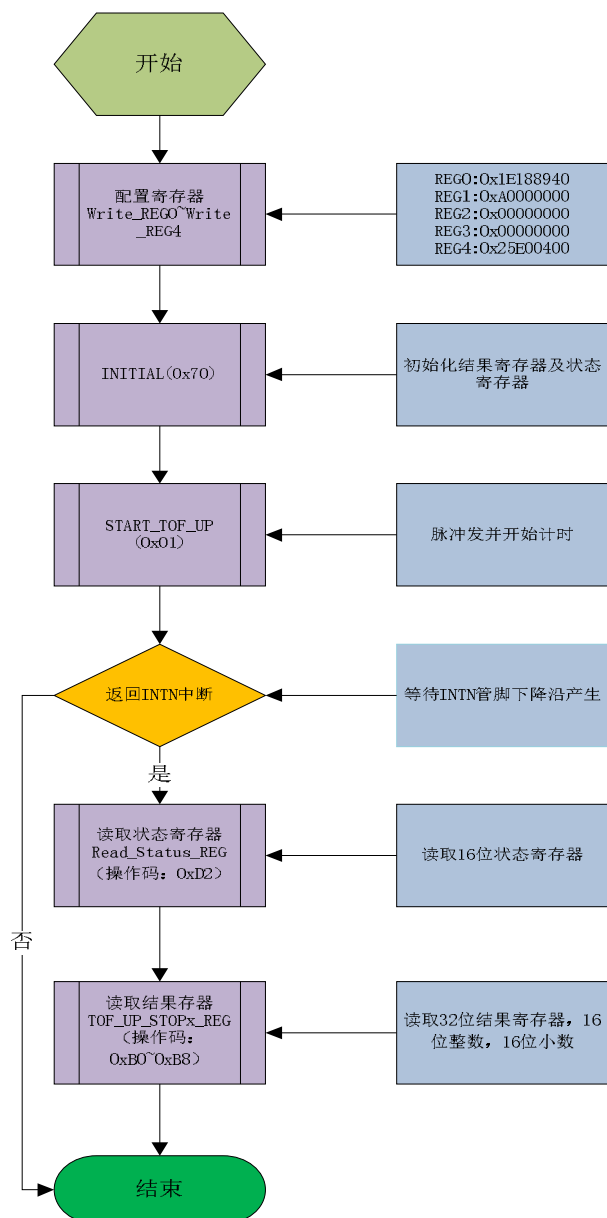 开始
配置寄存器
Write_REG0~Write
_REG4
REG0:0x1E188940
REG1:0xA0000000
REG2:0x00000000
REG3:0x00000000
REG4:0x25E00400
INITIAL(0x70)
初始化结果寄存器及状态
寄存器
START_TOF_UP
(0x01)
脉冲发并开始计时
返回INTN中断
等待INTN管脚下降沿产生
是
读取状态寄存器
Read_Status_REG
(操作码: 0xD2)
读取16位状态寄存器
否
读取结果存器
TOF_UP_STOPx_REG
(操作码:
0xB0~0xB8)
读取32位结果寄存器, 16
位整数, 16位小数
结束